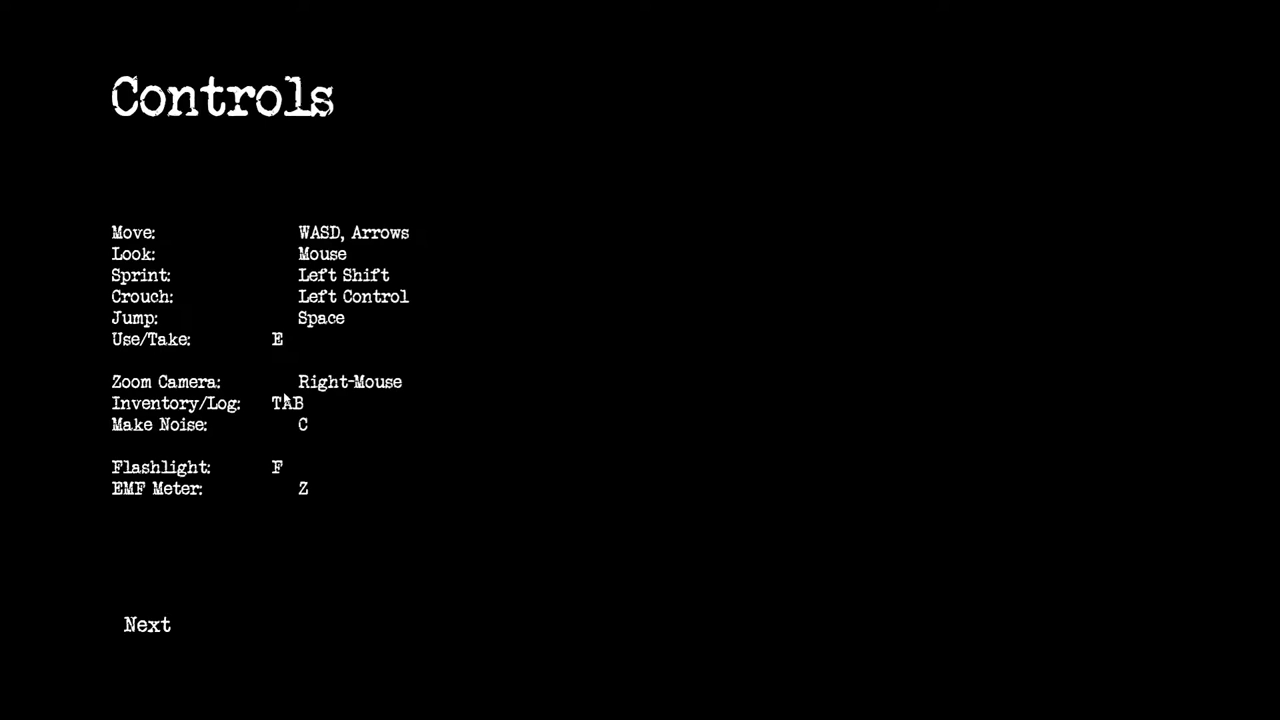 Controls
Move: WASD, Arrows
Look: Mouse
Sprint: Left Shift
Crouch: Left Control
Jump: Space
Use/Take: E
Zoom Camera: Right-Mouse
Inventory/Log: TAB
Make Noise: C
Flashlight: F
EMF Meter: Z
Next